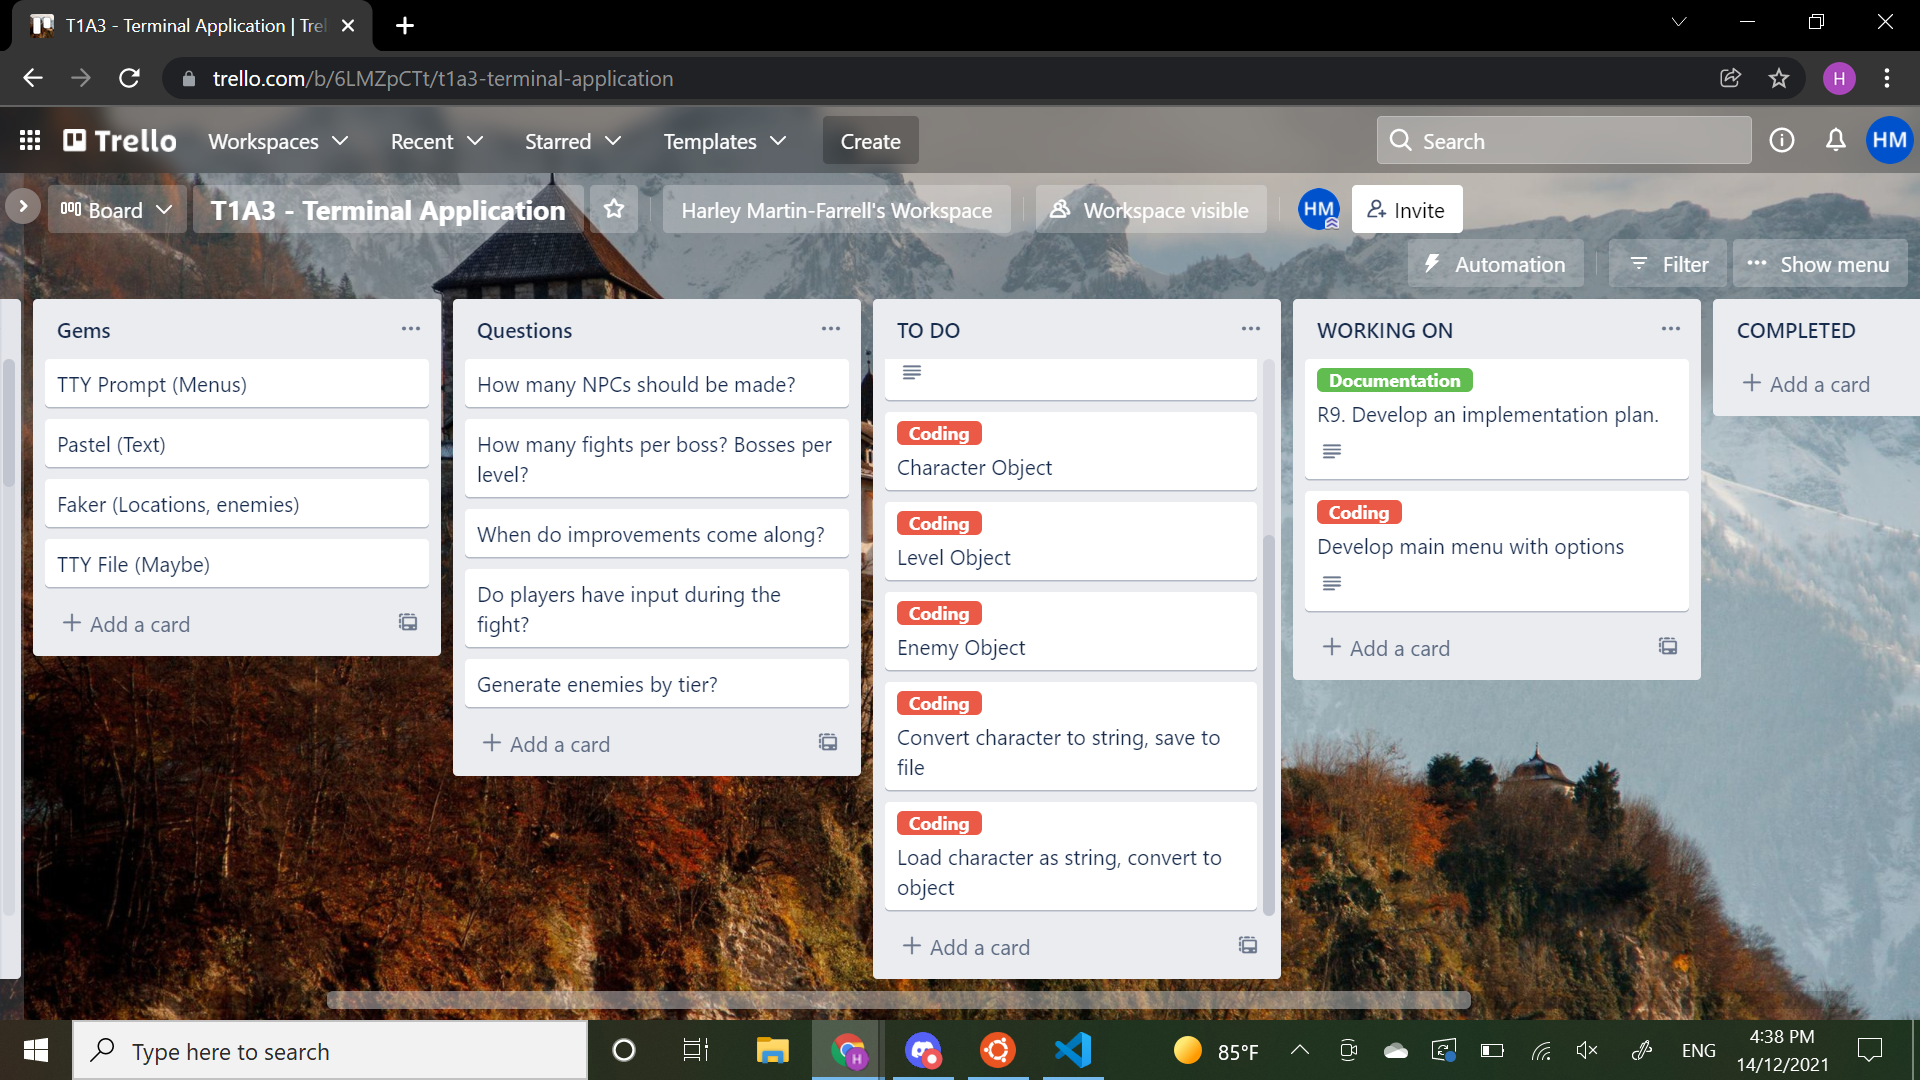 T1A3 - Terminal Application | Trel
trello.com/b/6LMZpCTt/t1a3-terminal-application
H
Trello
Workspaces
Recent
Starred
Templates
Create
Search
HM
Board
T1A3 - Terminal Application
Harley Martin-Farrell's Workspace
Workspace visible
HM
Invite
Automation
Filter
Show menu
Gems
TTY Prompt (Menus)
Pastel (Text)
Faker (Locations, enemies)
TTY File (Maybe)
Add a card
Questions
How many NPCs should be made?
How many fights per boss? Bosses per
level?
When do improvements come along?
Do players have input during the
fight?
Generate enemies by tier?
Add a card
TO DO
Coding
Character Object
Coding
Level Object
Coding
Enemy Object
Coding
Convert character to string, save to
file
Coding
Load character as string, convert to
object
Add a card
WORKING ON
Documentation
R9. Develop an implementation plan.
Coding
Develop main menu with options
Add a card
COMPLETED
Add a card
Type here to search
H
85°F
ENG
4:38 PM
14/12/2021